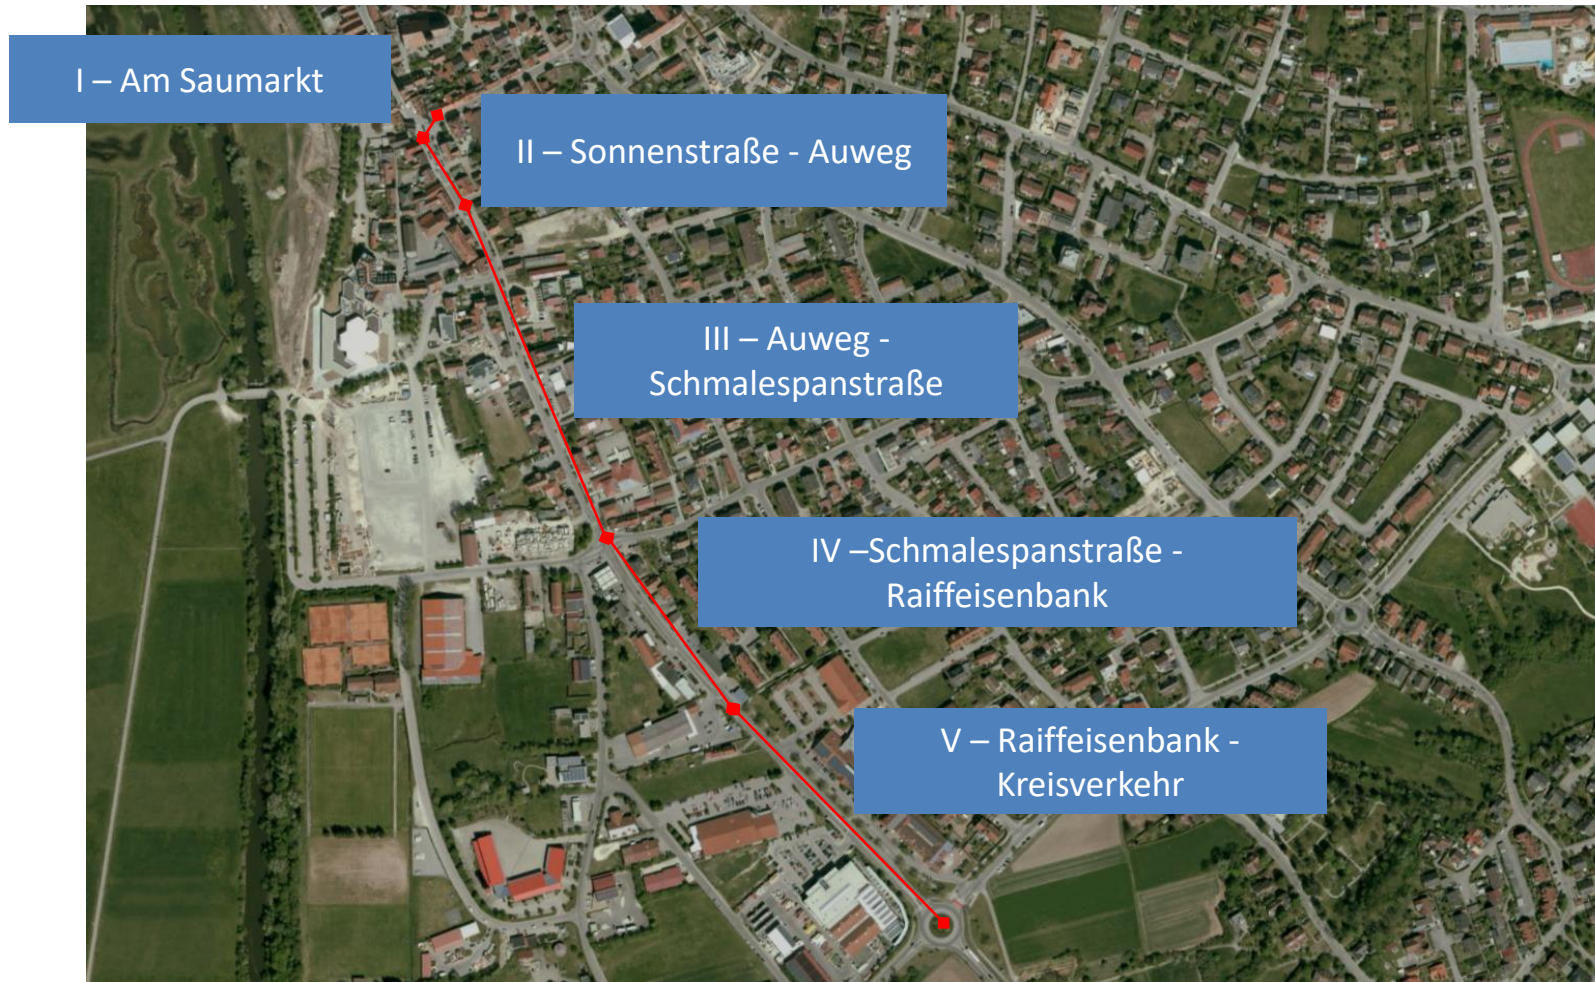 I – Am Saumarkt
II – Sonnenstraße - Auweg
III – Auweg -
Schmalespanstraße
IV –Schmalespanstraße -
Raiffeisenbank
V – Raiffeisenbank -
Kreisverkehr